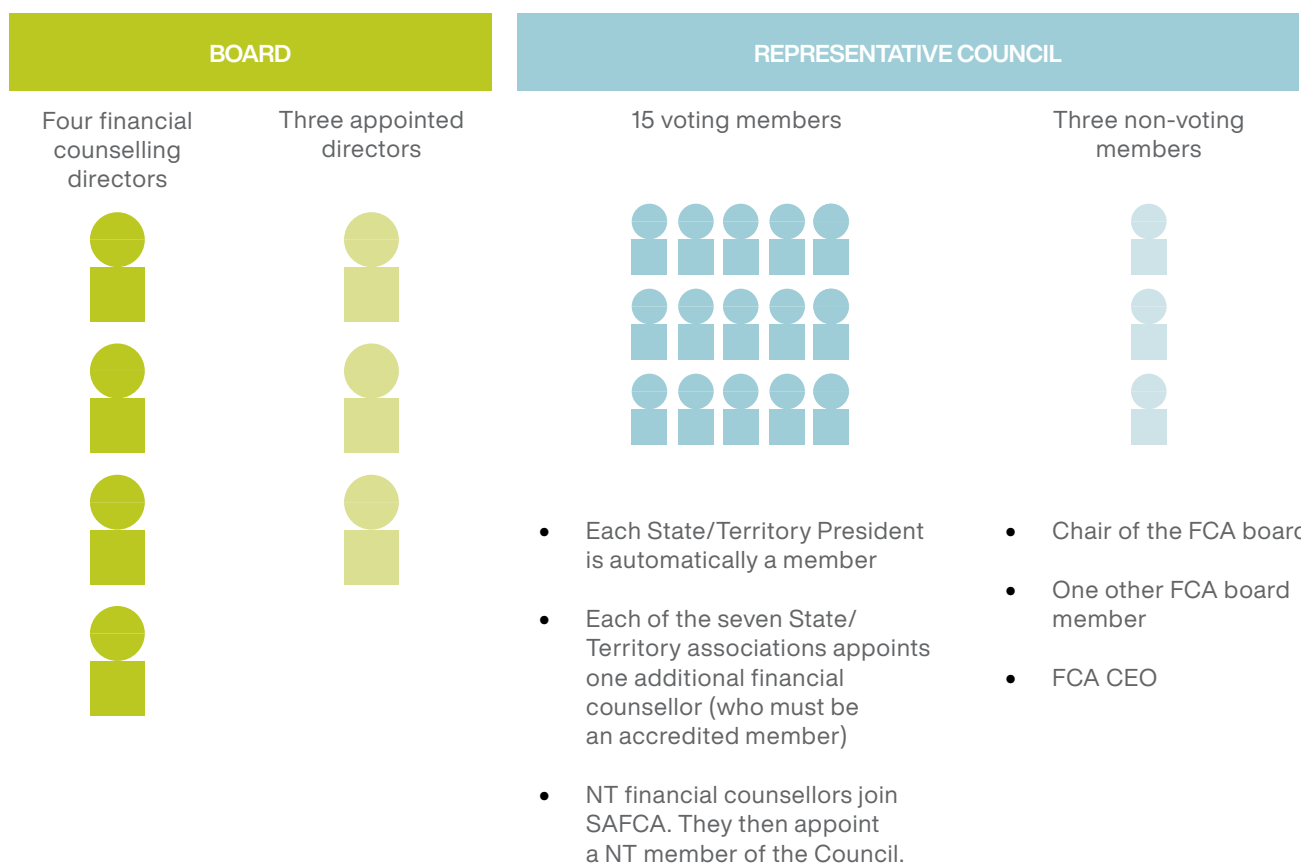 BOARD
Four financial
counselling
directors
Three appointed
directors
REPRESENTATIVE COUNCIL
15 voting members
• Each State/Territory President
is automatically a member
• Each of the seven State/
Territory associations appoints
one additional financial
counsellor (who must be
an accredited member)
• NT financial counsellors join
SAFCA. They then appoint
a NT member of the Council.
Three non-voting
members
• Chair of the FCA board
• One other FCA board
member
• FCA CEO